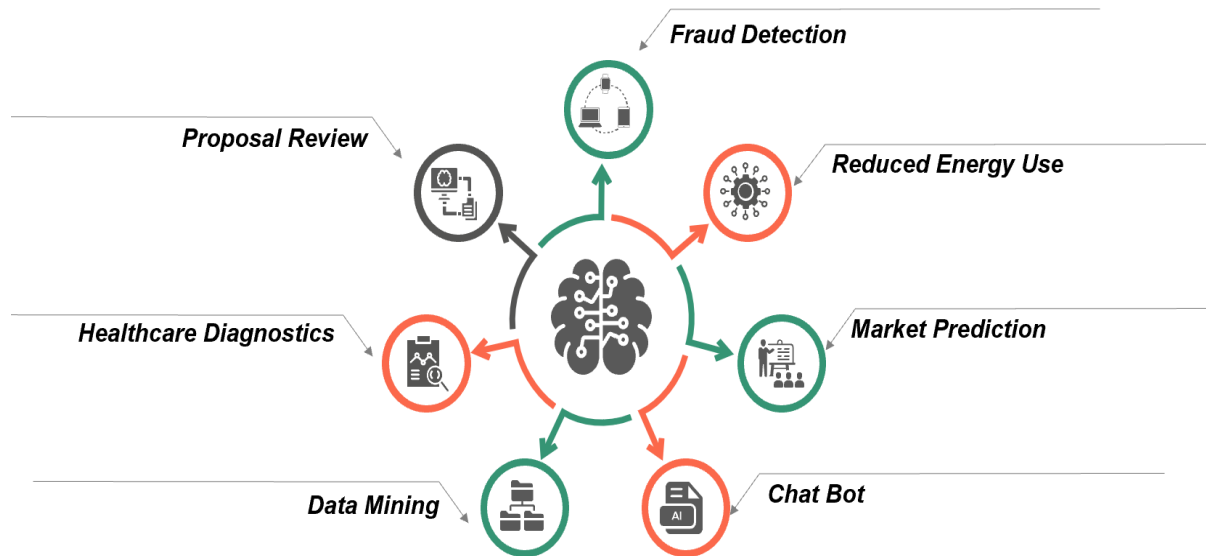 Fraud Detection
Proposal Review
Reduced Energy Use
Healthcare Diagnostics
Market Prediction
Data Mining
Chat Bot
AI